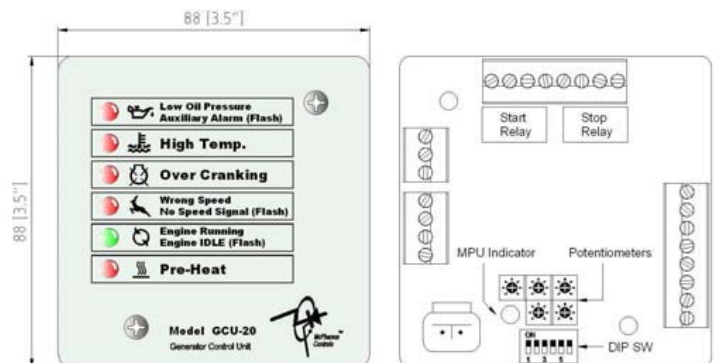 88 [3.5"]
88 [3.5"]
Low Oil Pressure
Auxiliary Alarm (Flash)
High Temp.
Over Cranking
Wrong Speed
No Speed Signal (Flash)
Engine Running
Engine IDLE (Flash)
Pre-Heat
Model GCU-20
Generator Control Unit
Controls
Start
Relay
Stop
Relay
MPU Indicator
Potentiometers
ON
1 3 5
DIP SW